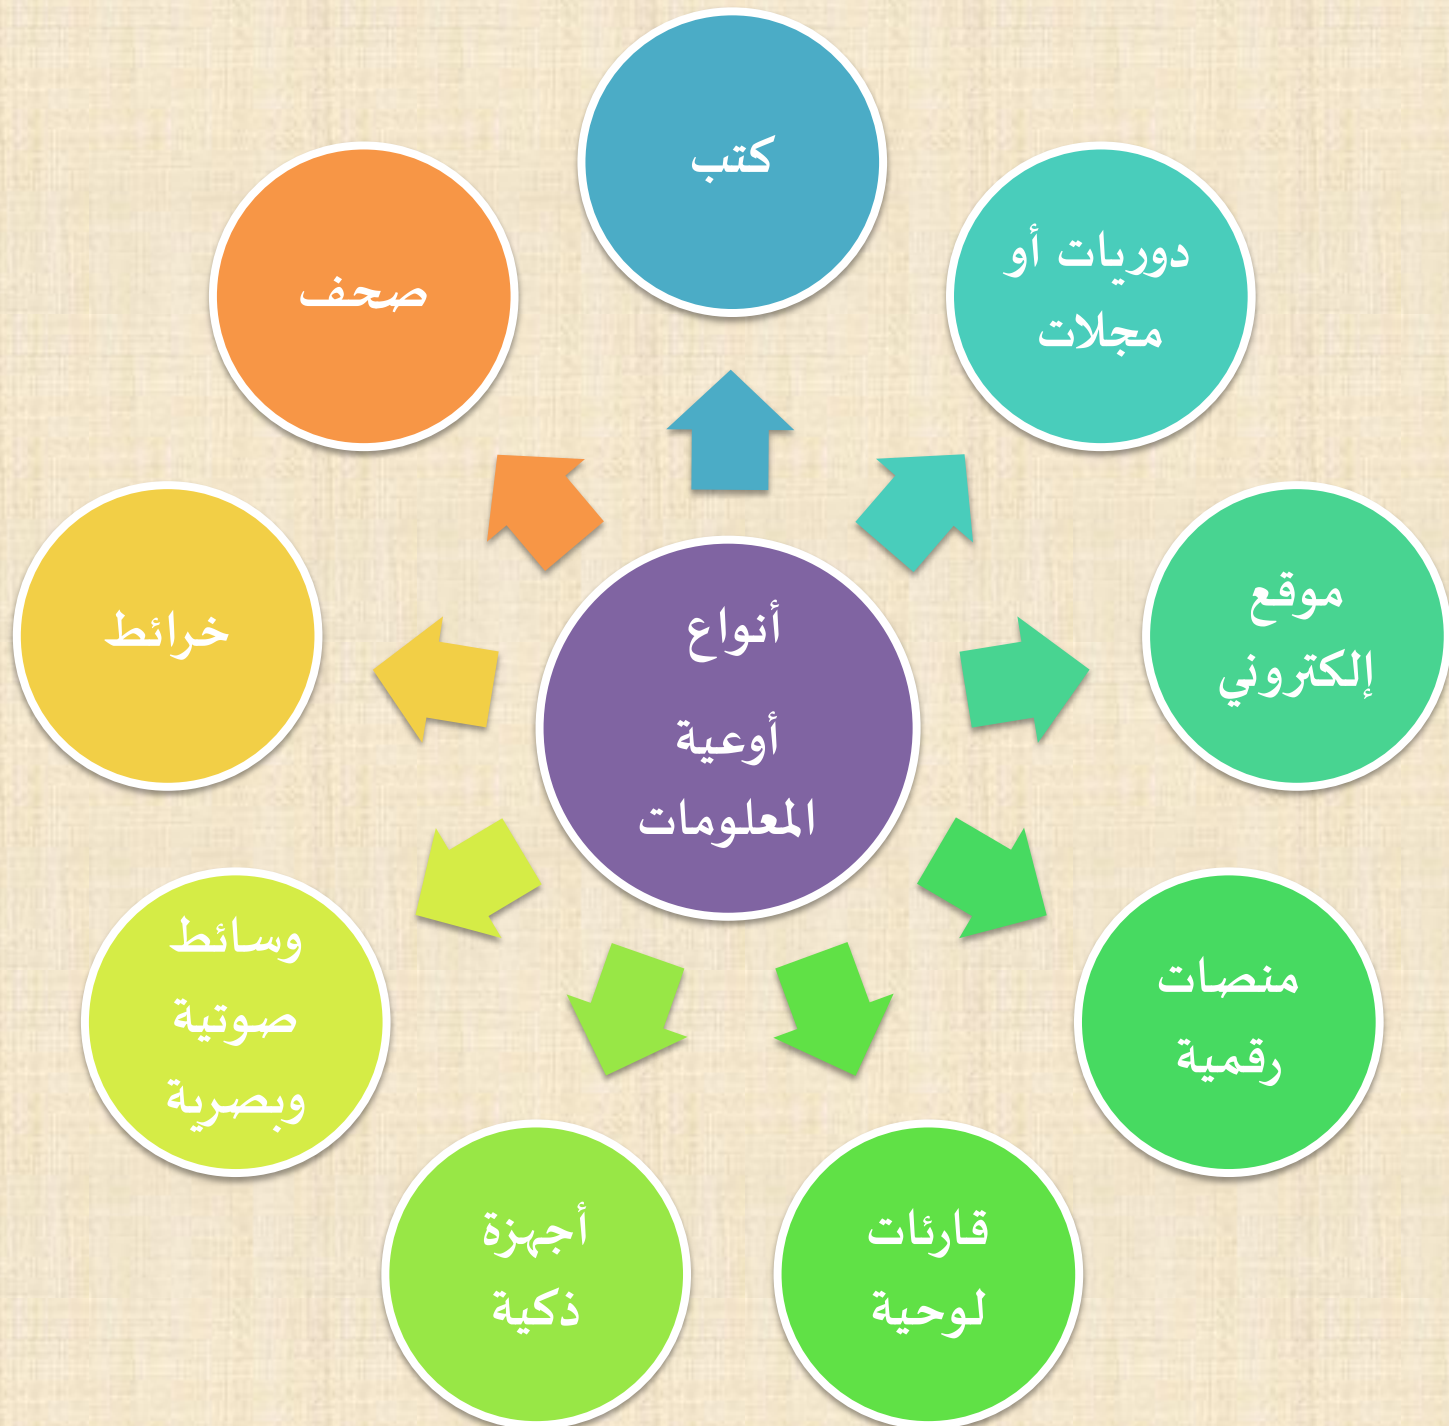 أنواع
أوعية
المعلومات
كتب
دوريات أو
مجلات
موقع
إلكتروني
منصات
رقمية
قارئات
لوحية
أجهزة
ذكية
وسائط
صوتية
وبصرية
خرائط
صحف